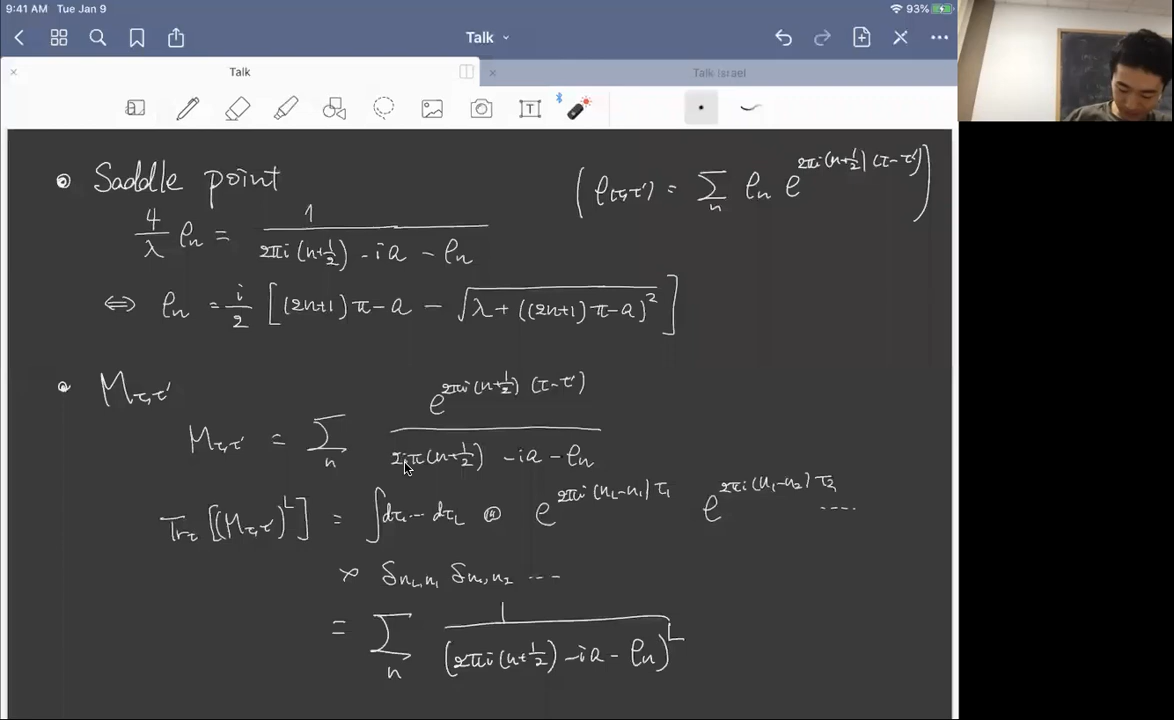 9:41 AM Tue Jan 9
93%
Talk
Talk
Talk Israel
• Saddle point
( ρ(τ,τ') = Σ_n ρ_n e^{2πi(n+1/2)(τ-τ')} )
4/λ ρ_n = 1 / (2πi(n+1/2) - ia - ρ_n)
⇔ ρ_n = i/2 [ (2n+1)π - a - √(λ + ((2n+1)π - a)^2) ]
• M_{τ,τ'}
M_{τ,τ'} = Σ_n e^{2πi(n+1/2)(τ-τ')} / (2iπ(n+1/2) - ia - ρ_n)
Tr_τ [(M_{τ,τ'})^L] = ∫dτ_1 ... dτ_L e^{2πi(n_L-n_1)τ_1} e^{2πi(n_1-n_2)τ_2} ....
× δ_{n_L,n_1} δ_{n_1,n_2} ...
= Σ_n 1 / (2πi(n+1/2) - ia - ρ_n)^L